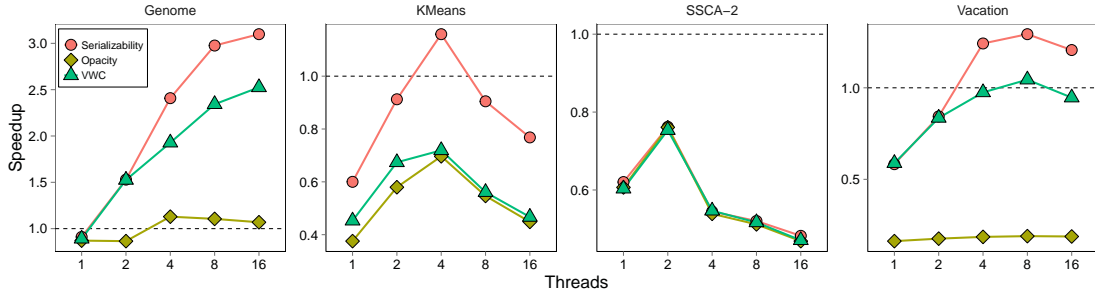 Genome
KMeans
SSCA−2
Vacation
Speedup
3.0
2.5
2.0
1.5
1.0
Serializability
Opacity
VWC
1 2 4 8 16
1.0
0.8
0.6
0.4
1 2 4 8 16
1.0
0.8
0.6
1 2 4 8 16
1.0
0.5
1 2 4 8 16
Threads